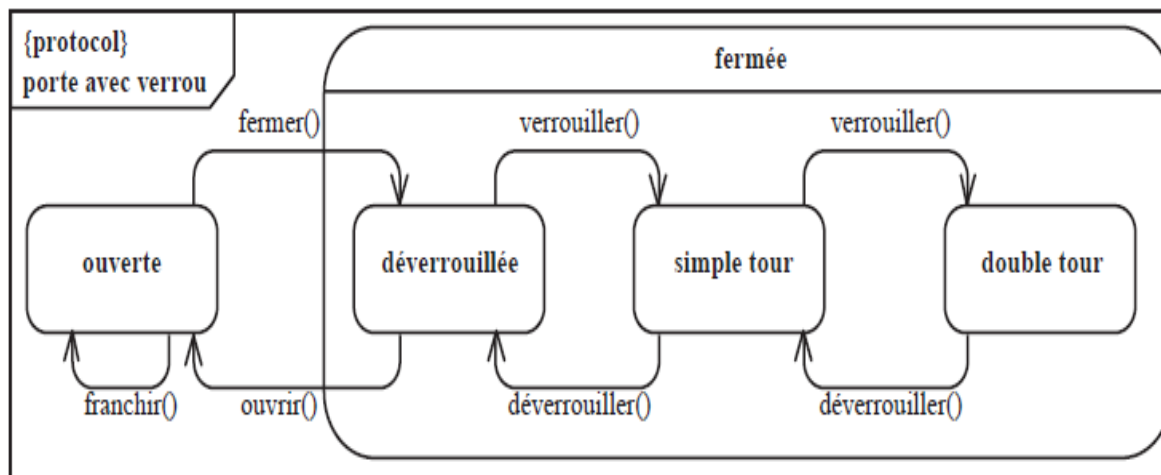 {protocol}
porte avec verrou
fermée
fermer()
verrouiller()
verrouiller()
ouverte
déverrouillée
simple tour
double tour
franchir()
ouvrir()
déverrouiller()
déverrouiller()